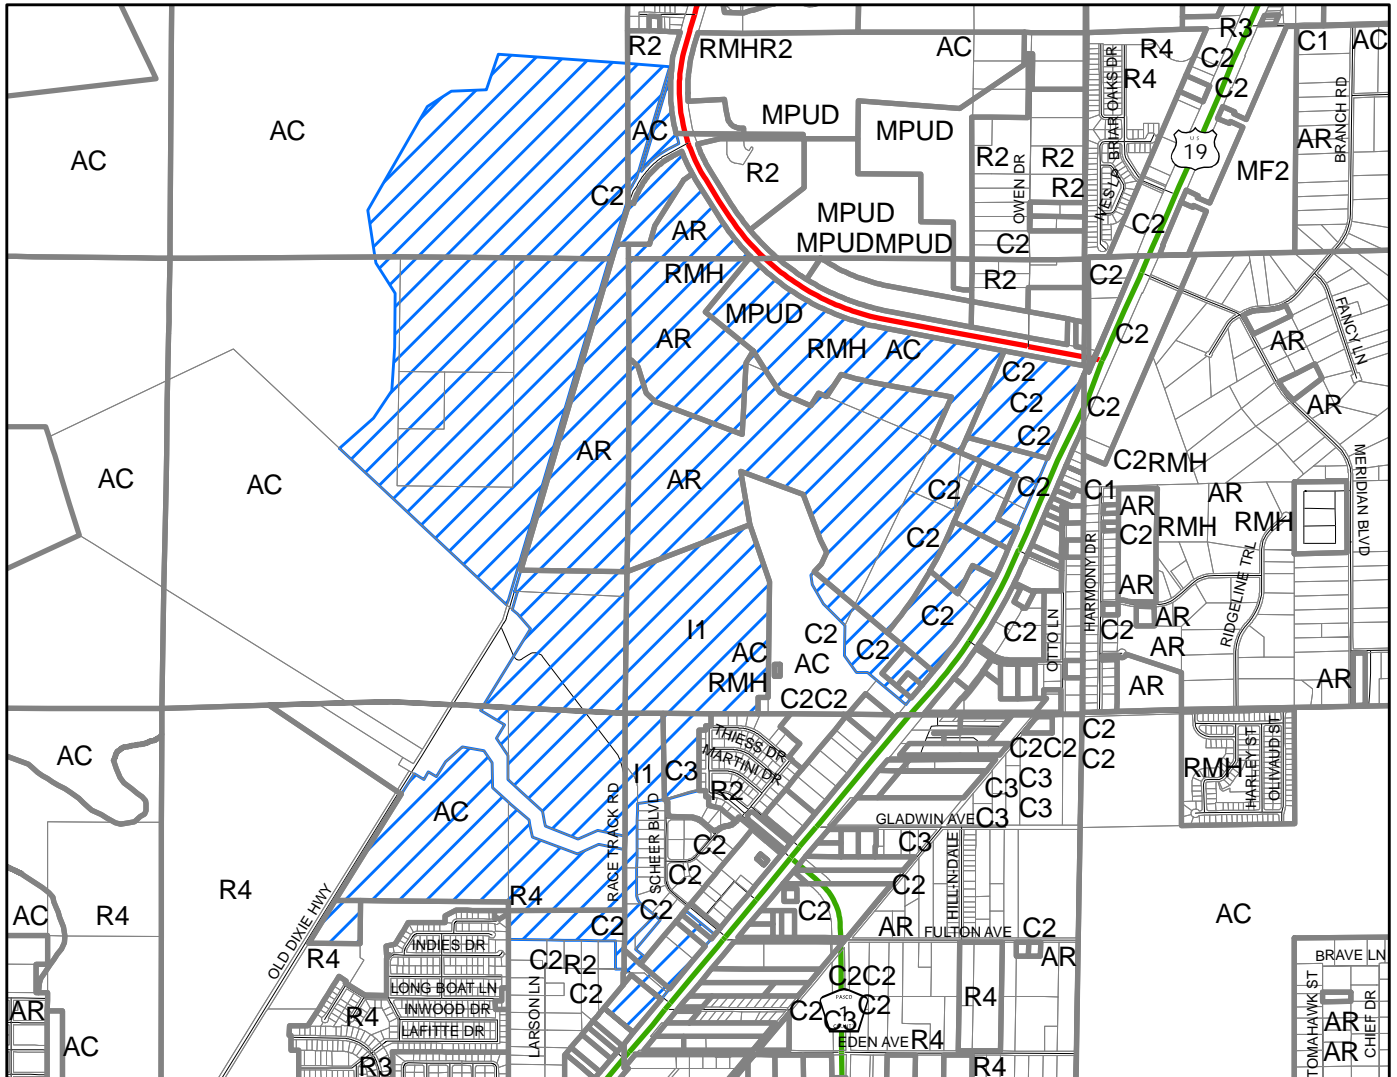 R3
R2
RMHR2
AC
R4
C2
C1
AC
R4
C2
BRIAR OAKS DR
BRANCH RD
AC
AC
AC
MPUD
MPUD
US
19
AR
R2
R2
R2
R2
MF2
C2
OWEN DR
AR
MPUD
MPUDMPUD
C2
C2
RMH
R2
C2
MPUD
AR
RMH
AC
C2
AR
FANCY LN
C2
C2
C2
C2
AR
MERIDIAN BLVD
AC
AC
AR
AR
C2
C2
C2RMH
C1
AR
AR
C2
RMH
RMH
C2
HARMONY DR
AR
RIDGELINE TRL
I1
C2
C2
C2
AC
AC
C2
RMH
C2C2
C2
OTTO LN
C2
AR
AR
AR
AR
AC
I1
C3
THIESS DR
MARTINI DR
R2
C2C2
C2
C2
C3
C3
C3
C3
RMH
HARLEY ST
OLIVAUD ST
AC
RACE TRACK RD
SCHEER BLVD
GLADWIN AVE
C3
C2
C2
C2
HILL-N-DALE
R4
R4
AC
R4
C2
C2
C2
AR
FULTON AVE
C2
AC
OLD DIXIE HWY
R4
INDIES DR
LONG BOAT LN
INWOOD DR
LAFITTE DR
R4
R3
LARSON LN
C2R2
C2
AR
C2C2
C2
PASCO
1
C2
C3
EDEN AVE
R4
R4
R4
BRAVE LN
TOMAHAWK ST
CHIEF DR
AR
AR
AR
AC